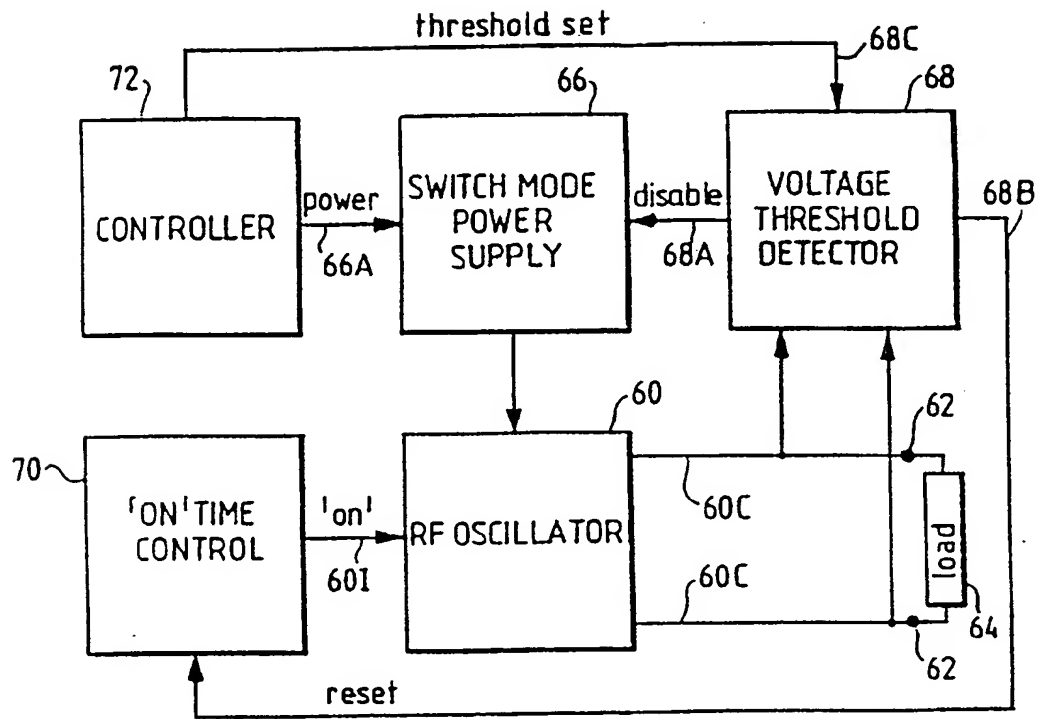 threshold set
68C
72
66
68
CONTROLLER
power
66A
SWITCH MODE
POWER
SUPPLY
disable
68A
VOLTAGE
THRESHOLD
DETECTOR
68B
60
62
70
'ON' TIME
CONTROL
'on'
60I
RF OSCILLATOR
60C
60C
load
64
62
reset